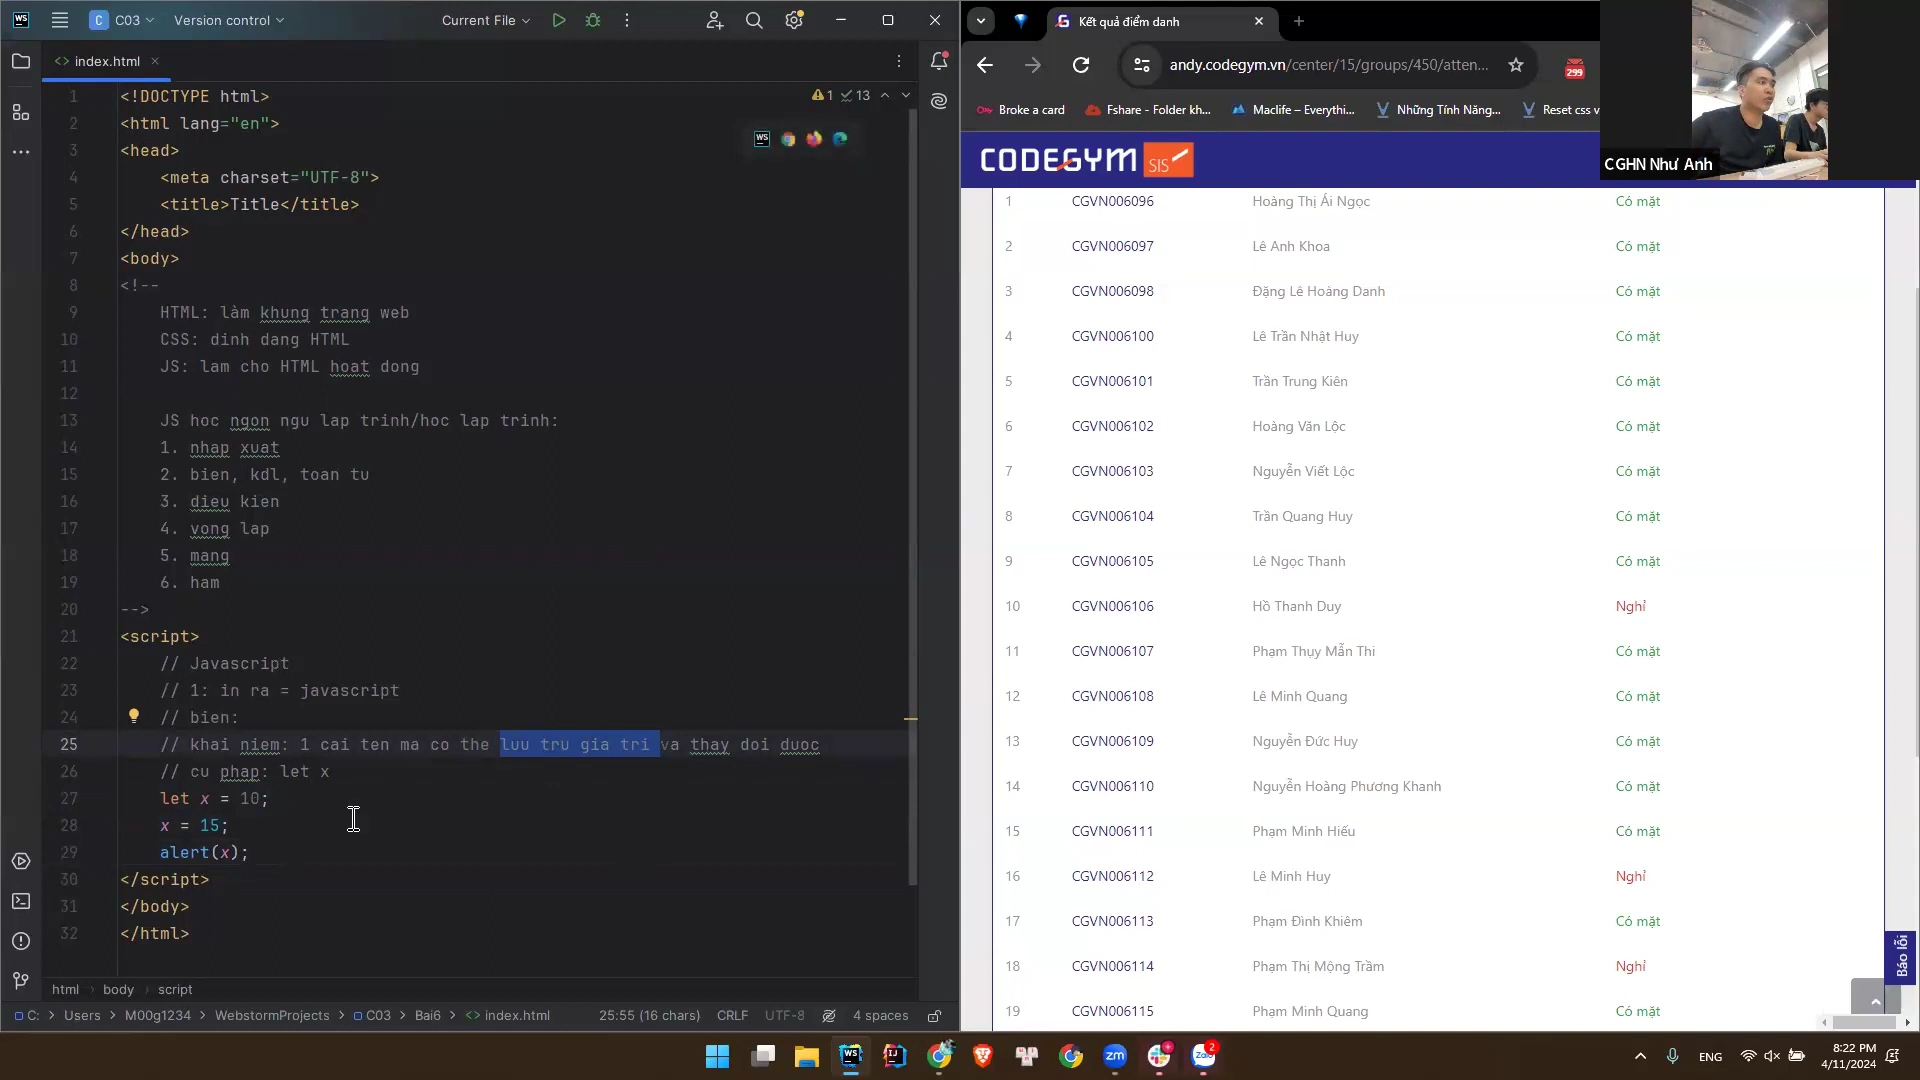 C C03 Version control Current File
index.html
1 <!DOCTYPE html>
2 <html lang="en">
3 <head>
4 <meta charset="UTF-8">
5 <title>Title</title>
6 </head>
7 <body>
8 <!--
9 HTML: làm khung trang web
10 CSS: dinh dang HTML
11 JS: lam cho HTML hoat dong
12
13 JS hoc ngon ngu lap trinh/hoc lap trinh:
14 1. nhap xuat
15 2. bien, kdl, toan tu
16 3. dieu kien
17 4. vong lap
18 5. mang
19 6. ham
20 -->
21 <script>
22 // Javascript
23 // 1: in ra = javascript
24 // bien:
25 // khai niem: 1 cai ten ma co the luu tru gia tri va thay doi duoc
26 // cu phap: let x
27 let x = 10;
28 x = 15;
29 alert(x);
30 </script>
31 </body>
32 </html>
1 13
WS
html body script
C: Users M00g1234 WebstormProjects C03 Bai6 index.html 25:55 (16 chars) CRLF UTF-8 4 spaces
Kết quả điểm danh
andy.codegym.vn/center/15/groups/450/atten...
299
Broke a card Fshare - Folder kh... Maclife – Everythi... Những Tính Năng... Reset css v
CODEGYM SIS
CGHN Như Anh
1 CGVN006096 Hoàng Thị Ái Ngọc Có mặt
2 CGVN006097 Lê Anh Khoa Có mặt
3 CGVN006098 Đặng Lê Hoàng Danh Có mặt
4 CGVN006100 Lê Trần Nhật Huy Có mặt
5 CGVN006101 Trần Trung Kiên Có mặt
6 CGVN006102 Hoàng Văn Lộc Có mặt
7 CGVN006103 Nguyễn Viết Lộc Có mặt
8 CGVN006104 Trần Quang Huy Có mặt
9 CGVN006105 Lê Ngọc Thanh Có mặt
10 CGVN006106 Hồ Thanh Duy Nghỉ
11 CGVN006107 Phạm Thụy Mẫn Thi Có mặt
12 CGVN006108 Lê Minh Quang Có mặt
13 CGVN006109 Nguyễn Đức Huy Có mặt
14 CGVN006110 Nguyễn Hoàng Phương Khanh Có mặt
15 CGVN006111 Phạm Minh Hiếu Có mặt
16 CGVN006112 Lê Minh Huy Nghỉ
17 CGVN006113 Phạm Đình Khiêm Có mặt
18 CGVN006114 Phạm Thị Mộng Trầm Nghỉ
19 CGVN006115 Phạm Minh Quang Có mặt
Báo lỗi
WS zm Zalo 2
ENG
8:22 PM
4/11/2024